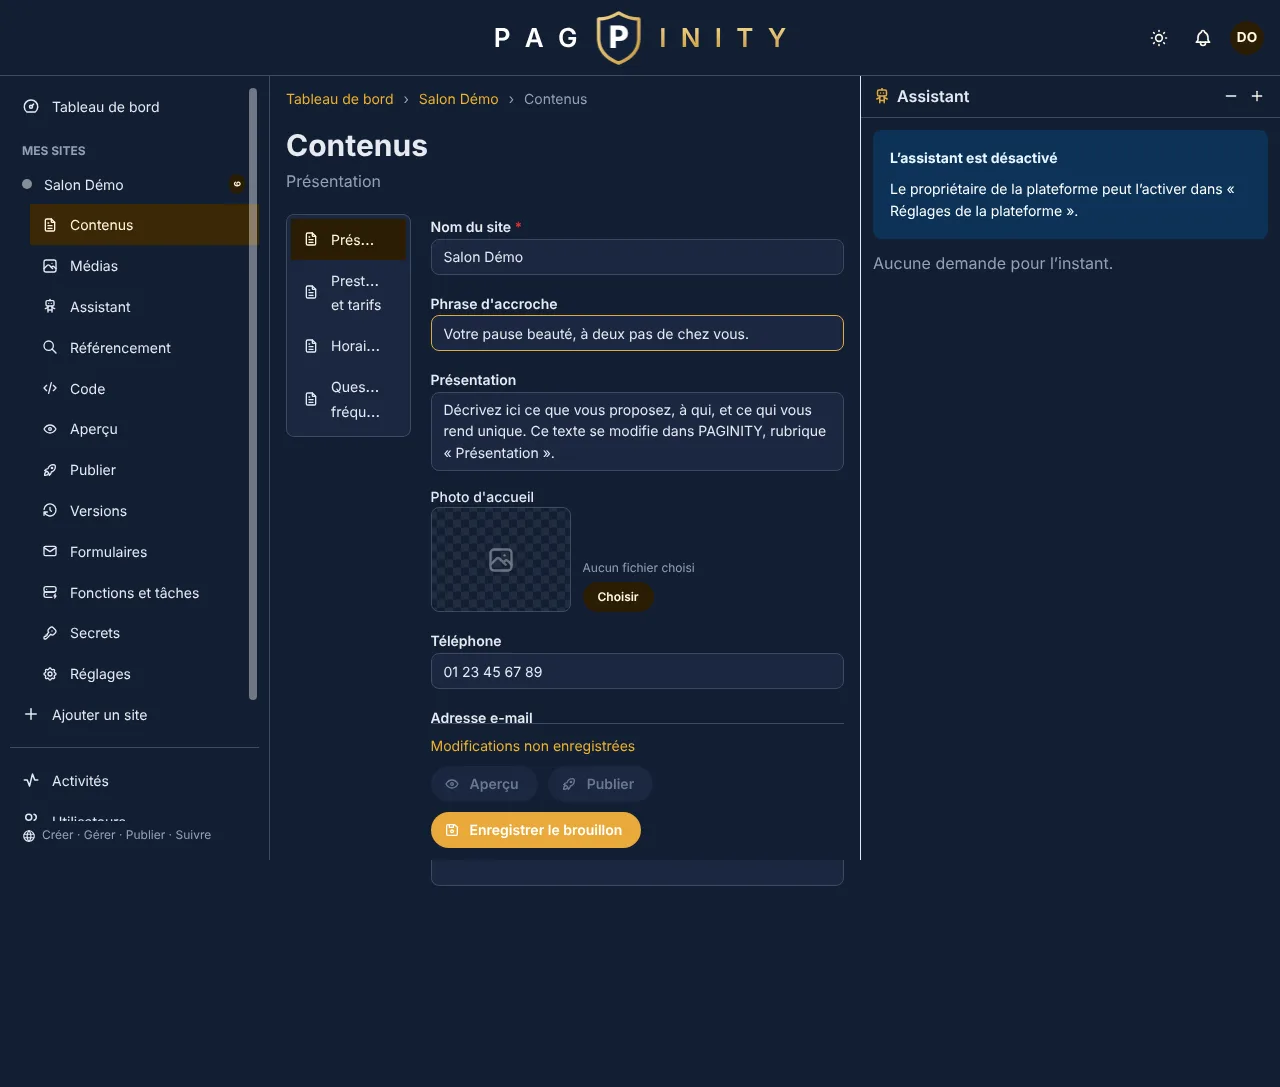 PAGPINITY
DO
Tableau de bord
MES SITES
Salon Démo
6
Contenus
Médias
Assistant
Référencement
Code
Aperçu
Publier
Versions
Formulaires
Fonctions et tâches
Secrets
Réglages
Ajouter un site
Activités
Utilisateurs
Créer · Gérer · Publier · Suivre
Tableau de bord › Salon Démo › Contenus
Contenus
Présentation
Prés...
Prest...
et tarifs
Horai...
Ques...
fréqu...
Nom du site *
Salon Démo
Phrase d'accroche
Votre pause beauté, à deux pas de chez vous.
Présentation
Décrivez ici ce que vous proposez, à qui, et ce qui vous
rend unique. Ce texte se modifie dans PAGINITY, rubrique
« Présentation ».
Photo d'accueil
Aucun fichier choisi
Choisir
Téléphone
01 23 45 67 89
Adresse e-mail
Modifications non enregistrées
Aperçu
Publier
Enregistrer le brouillon
Assistant
L’assistant est désactivé
Le propriétaire de la plateforme peut l’activer dans «
Réglages de la plateforme ».
Aucune demande pour l’instant.